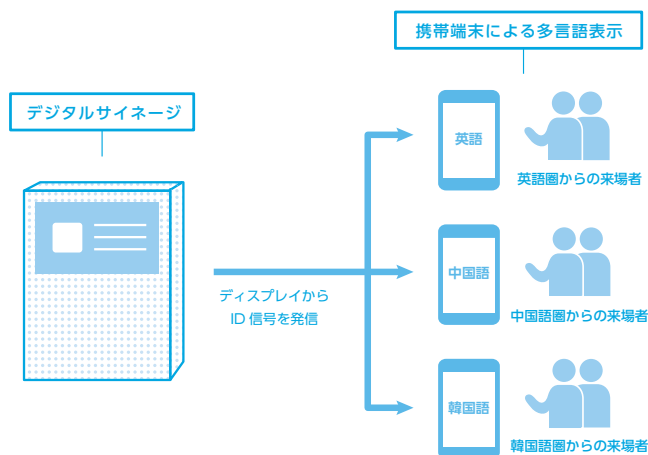 携帯端末による多言語表示
デジタルサイネージ
英語
英語圏からの来場者
ディスプレイから
ID 信号を発信
中国語
中国語圏からの来場者
韓国語
韓国語圏からの来場者